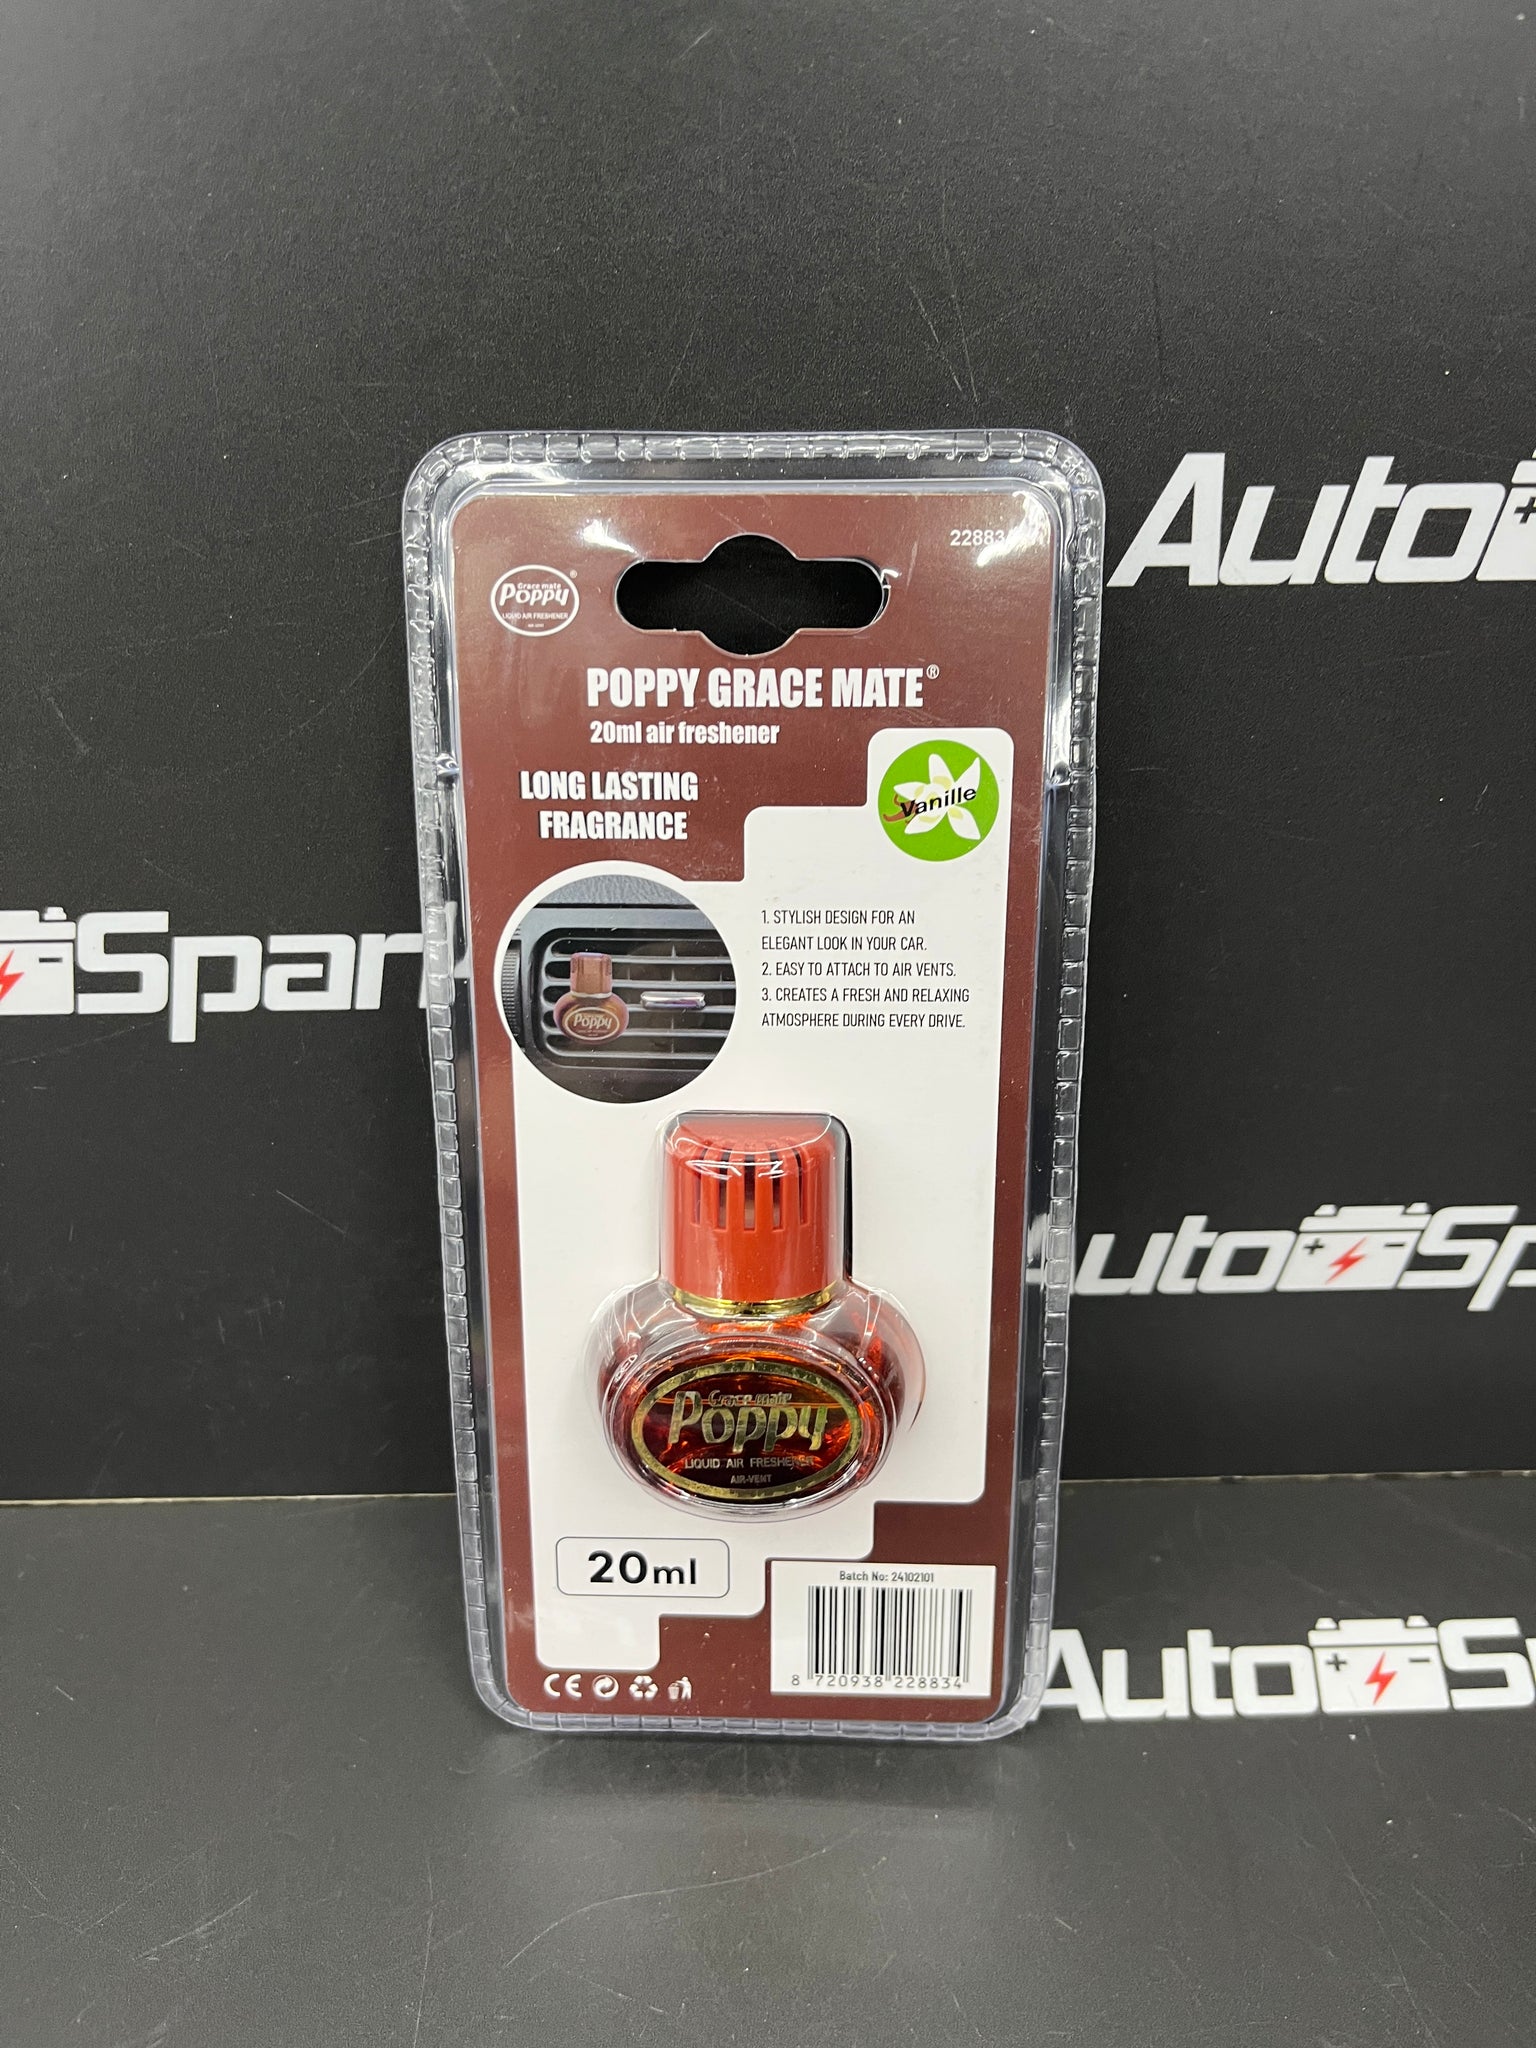 Auto
22883
Grace mate
Poppy
LIQUID AIR FRESHENER
AIR-VENT
POPPY GRACE MATE®
20ml air freshener
LONG LASTING
FRAGRANCE
Vanille
1. STYLISH DESIGN FOR AN
ELEGANT LOOK IN YOUR CAR.
2. EASY TO ATTACH TO AIR VENTS.
3. CREATES A FRESH AND RELAXING
ATMOSPHERE DURING EVERY DRIVE.
Poppy
Spar
Auto Sp
Grace mate
Poppy
LIQUID AIR FRESHENER
AIR-VENT
20ml
Batch No: 24102101
8 720938 228834
CE
Auto S